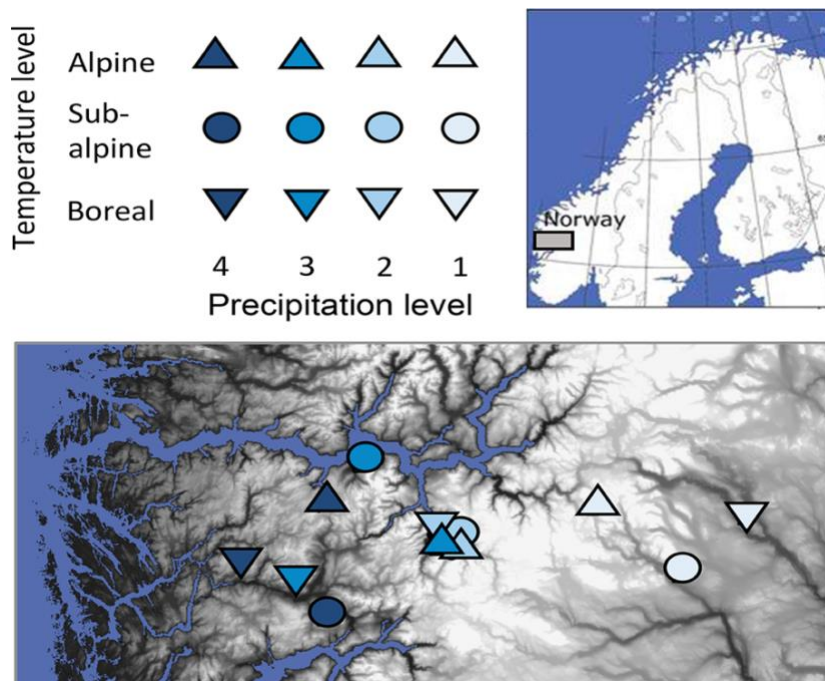 Temperature level
Alpine
Sub-
alpine
Boreal
4 3 2 1
Precipitation level
Norway